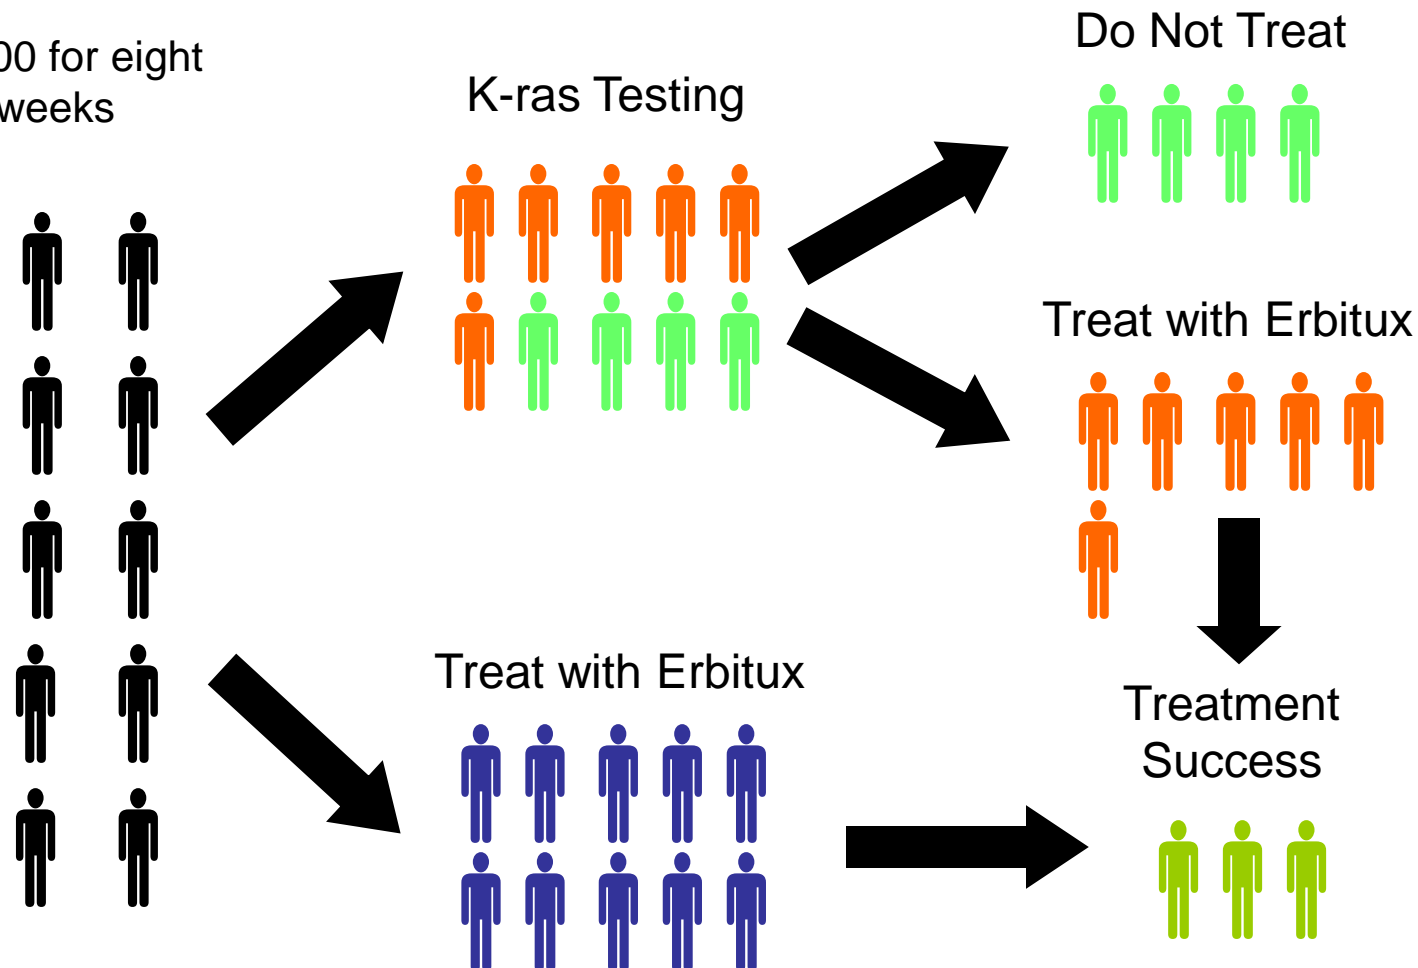 00 for eight
weeks
K-ras Testing
Do Not Treat
Treat with Erbitux
Treat with Erbitux
Treatment
Success